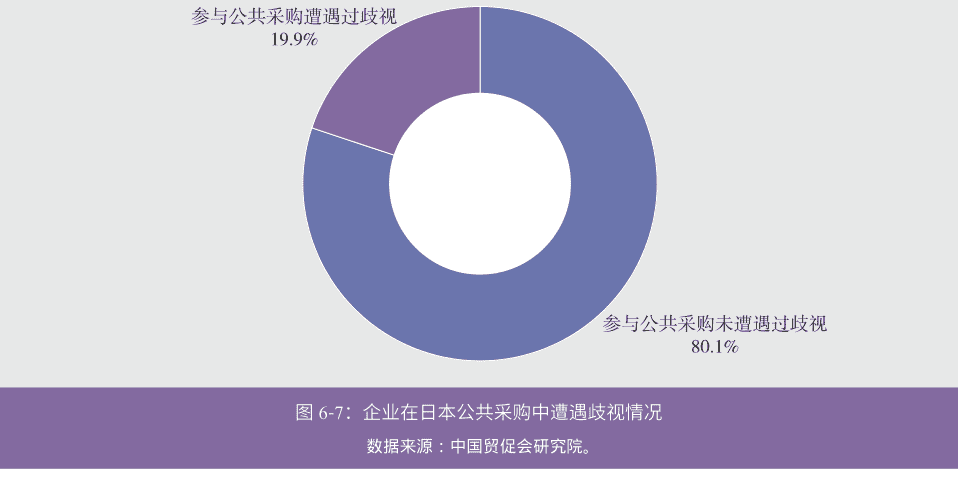 参与公共采购遭遇过歧视
19.9%
参与公共采购未遭遇过歧视
80.1%
图 6-7：企业在日本公共采购中遭遇歧视情况
数据来源：中国贸促会研究院。